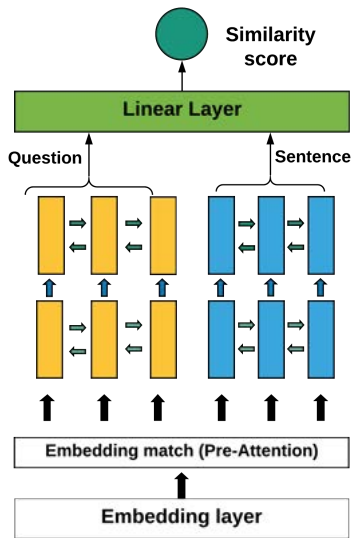 Similarity
score
Linear Layer
Question
Sentence
Embedding match (Pre-Attention)
Embedding layer